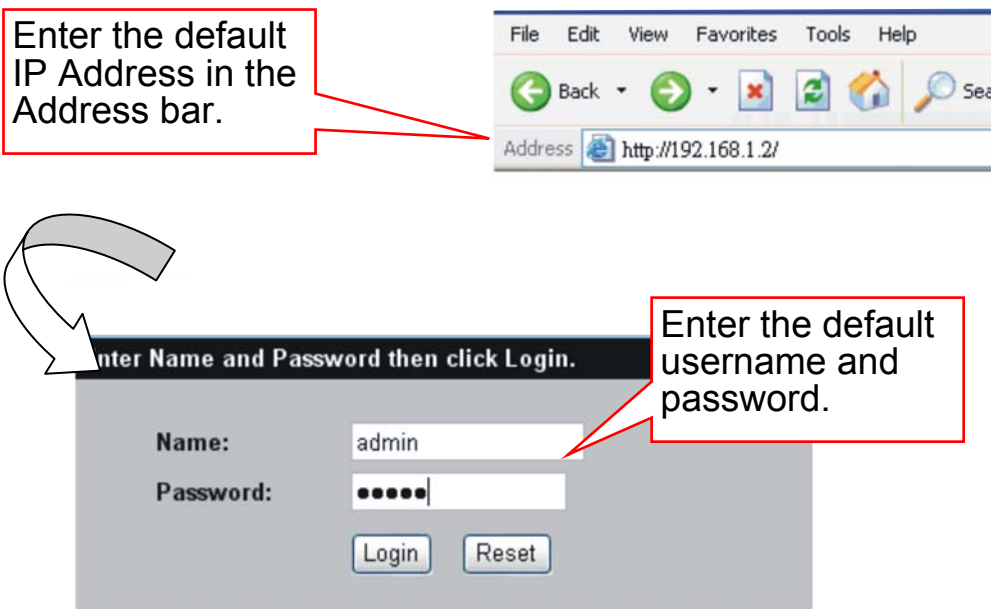 Enter the default
IP Address in the
Address bar.
File Edit View Favorites Tools Help
Back Sea
Address http://192.168.1.2/
nter Name and Password then click Login.
Enter the default
username and
password.
Name: admin
Password: •••••
Login Reset